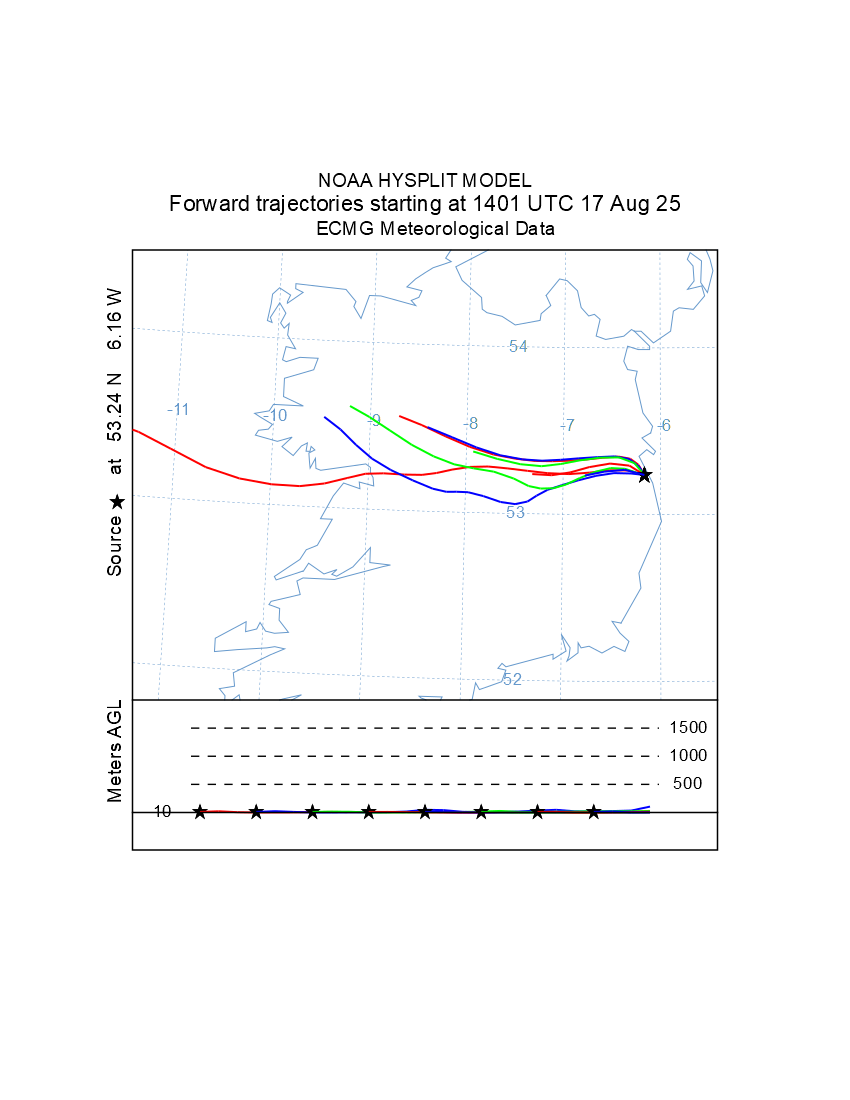 NOAA HYSPLIT MODEL
Forward trajectories starting at 1401 UTC 17 Aug 25
ECMG Meteorological Data
Source ★ at 53.24 N 6.16 W
54
-11
-10
-9
-8
-7
-6
53
52
Meters AGL
1500
1000
500
10